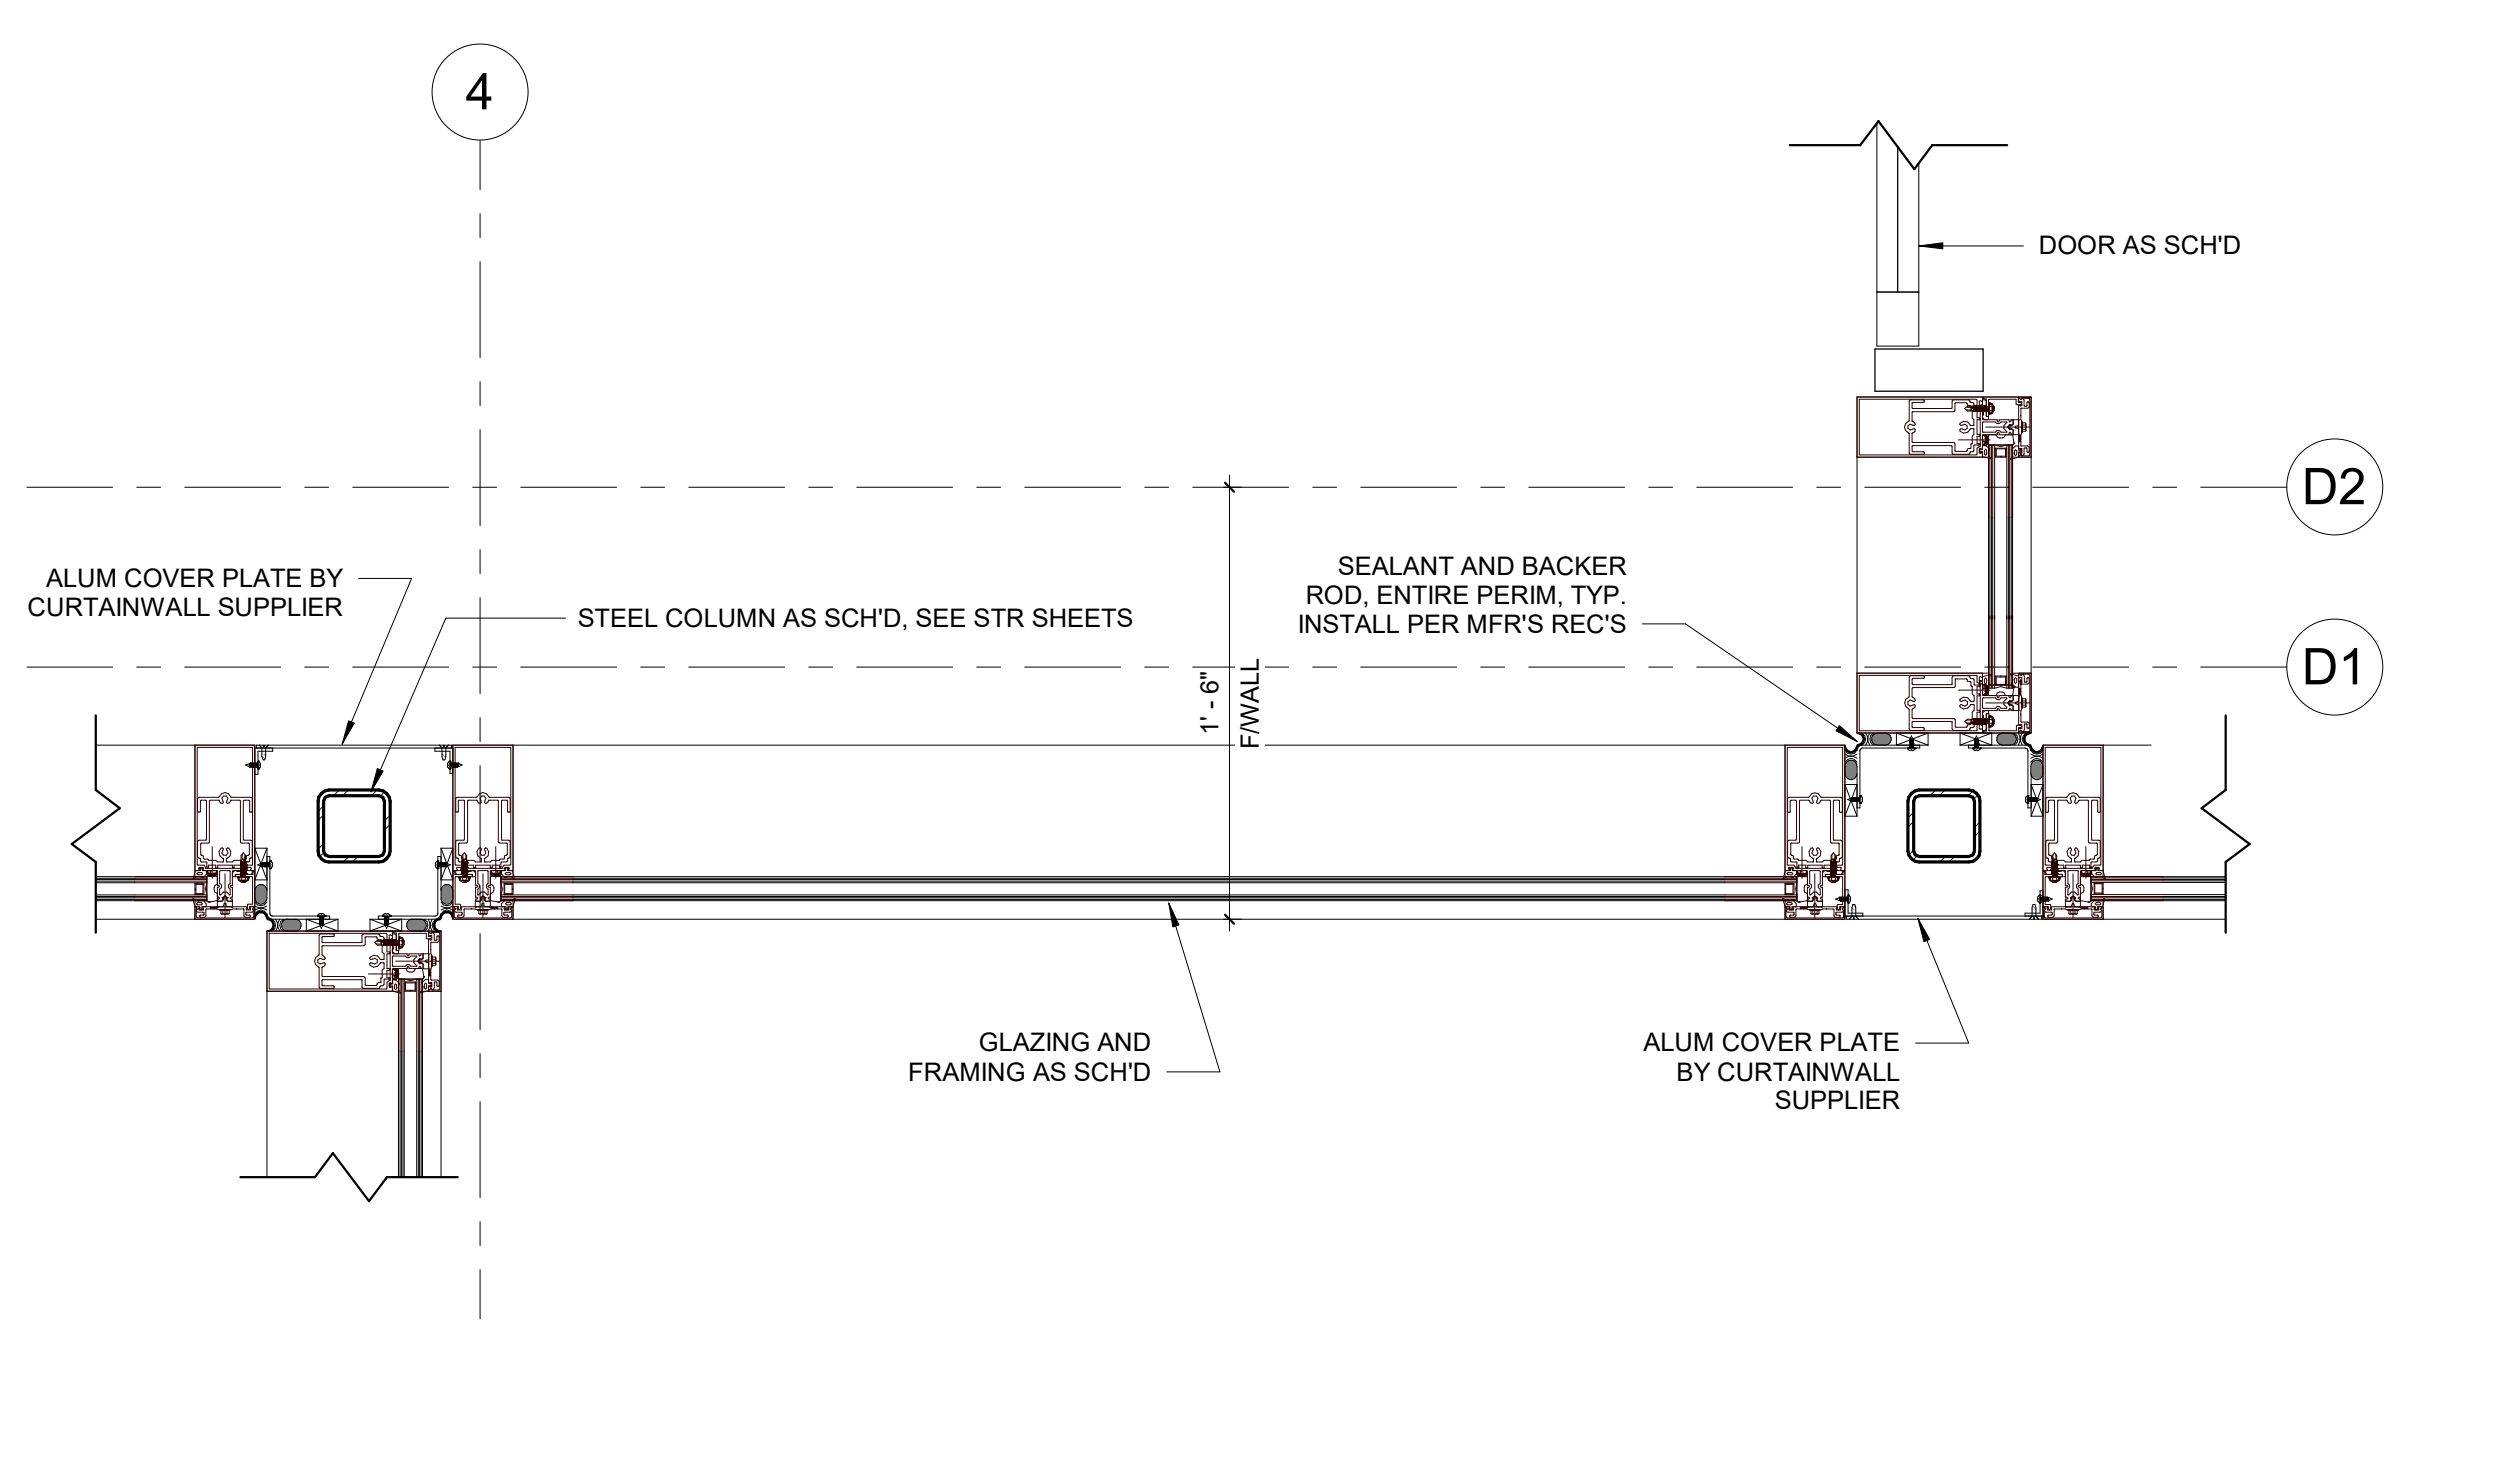 4
DOOR AS SCH'D
D2
ALUM COVER PLATE BY
CURTAINWALL SUPPLIER
STEEL COLUMN AS SCH'D, SEE STR SHEETS
SEALANT AND BACKER
ROD, ENTIRE PERIM, TYP.
INSTALL PER MFR'S REC'S
D1
1' - 6"
F/WALL
GLAZING AND
FRAMING AS SCH'D
ALUM COVER PLATE
BY CURTAINWALL
SUPPLIER